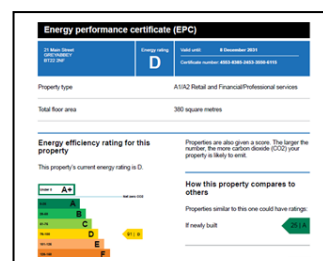 Energy performance certificate (EPC)
21 Main Street
GREYABBEY
BT22 2NF
Energy rating
D
Valid until: 8 December 2031
Certificate number:
Property type
A1/A2 Retail and Financial/Professional services
Total floor area
380 square metres
Energy efficiency rating for this
property
This property's current energy rating is D.
Properties are also given a score. The larger the
number, the more carbon dioxide (CO2) your
property is likely to emit.
How this property compares to
others
Properties similar to this one could have ratings:
If newly built
25 | A
A+
A
B
C
D
E
F